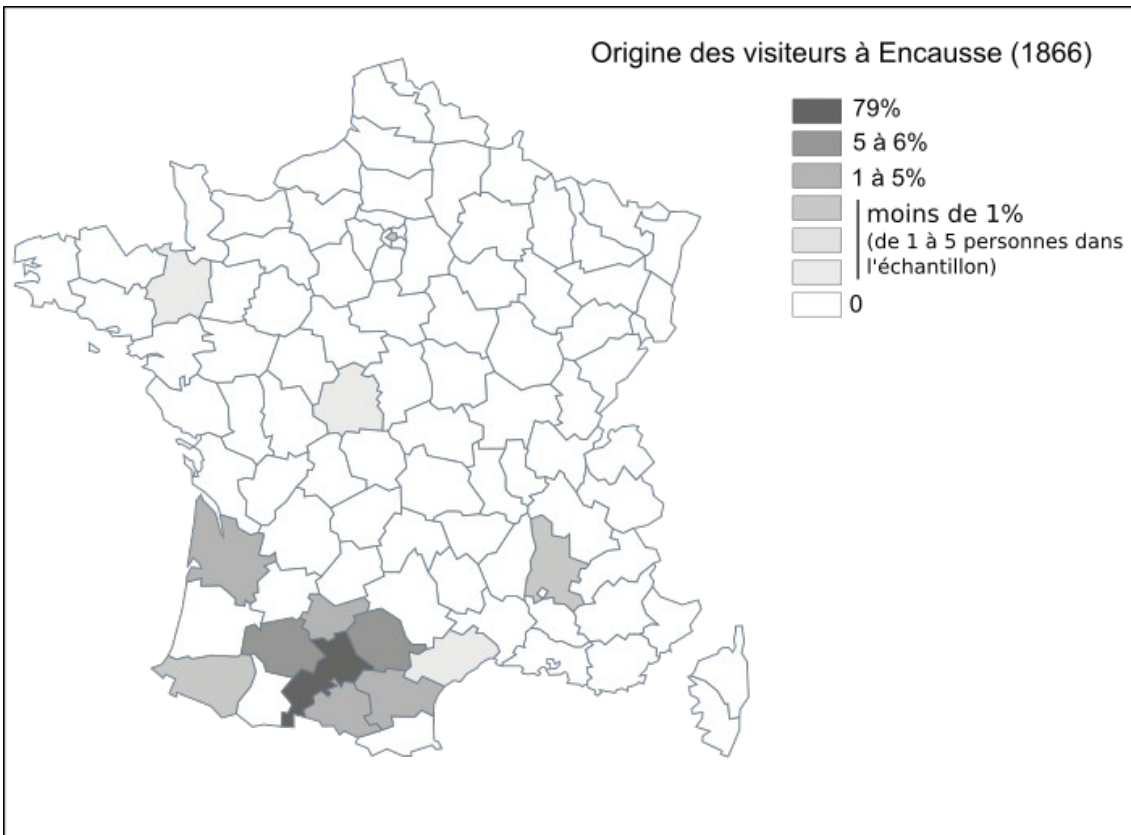 Origine des visiteurs à Encausse (1866)
79%
5 à 6%
1 à 5%
moins de 1%
(de 1 à 5 personnes dans
l'échantillon)
0